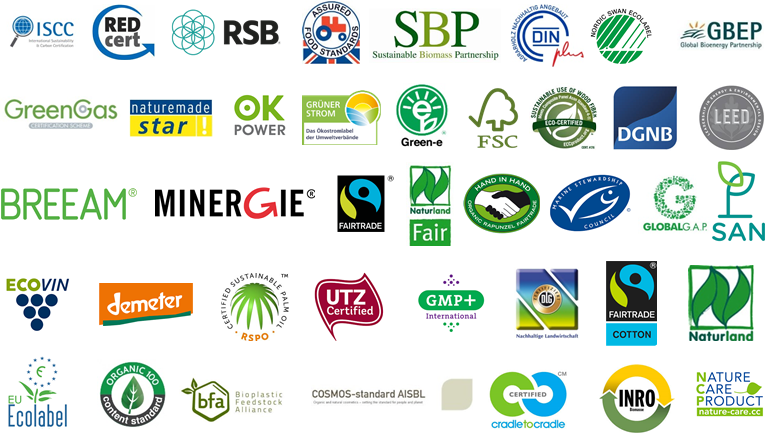 ISCC
International Sustainability
& Carbon Certification
RED
cert
RSB
ASSURED
FOOD STANDARDS
SBP
Sustainable Biomass Partnership
AGRARHOLZ NACHHALTIG ANGEBAUT
DIN
plus
NORDIC SWAN ECOLABEL
GBEP
Global Bioenergy Partnership
GreenGas
CERTIFICATION SCHEME
naturemade
star!
OK
POWER
GRÜNER
STROM
Das Ökostromlabel
der Umweltverbände
Green-e
FSC
SUSTAINABLE USE OF WOOD FIBER
ECO-CERTIFIED
DGNB
LEED
BREEAM®
MINERGIE®
FAIRTRADE
®
Naturland
Fair
HAND IN HAND
ORGANIC RAPUNZEL FAIRTRADE
MARINE STEWARDSHIP
COUNCIL
GLOBALG.A.P.
SAN
ECOVIN
demeter
CERTIFIED SUSTAINABLE PALM OIL
RSPO
™
UTZ
Certified
GMP+
International
DLG
Nachhaltige Landwirtschaft
FAIRTRADE
®
COTTON
Naturland
EU
Ecolabel
ORGANIC 100
content standard
bfa
Bioplastic
Feedstock
Alliance
COSMOS-standard AISBL
CERTIFIED
CM
cradletocradle
INRO
Biomasse
NATURE
CARE
PRODUCT
nature-care.cc